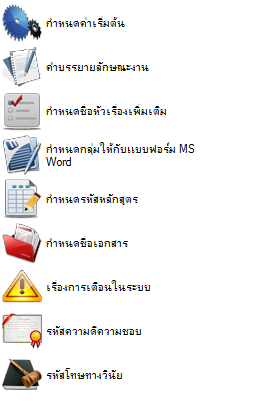 กำหนดค่าเริ่มต้น
คำบรรยายลักษณะงาน
กำหนดชื่อหัวเรื่องเพิ่มเติม
กำหนดกลุ่มให้กับแบบฟอร์ม MS
Word
กำหนดรหัสหลักสูตร
กำหนดชื่อเอกสาร
เรื่องการเตือนในระบบ
รหัสความดีความชอบ
รหัสโทษทางวินัย